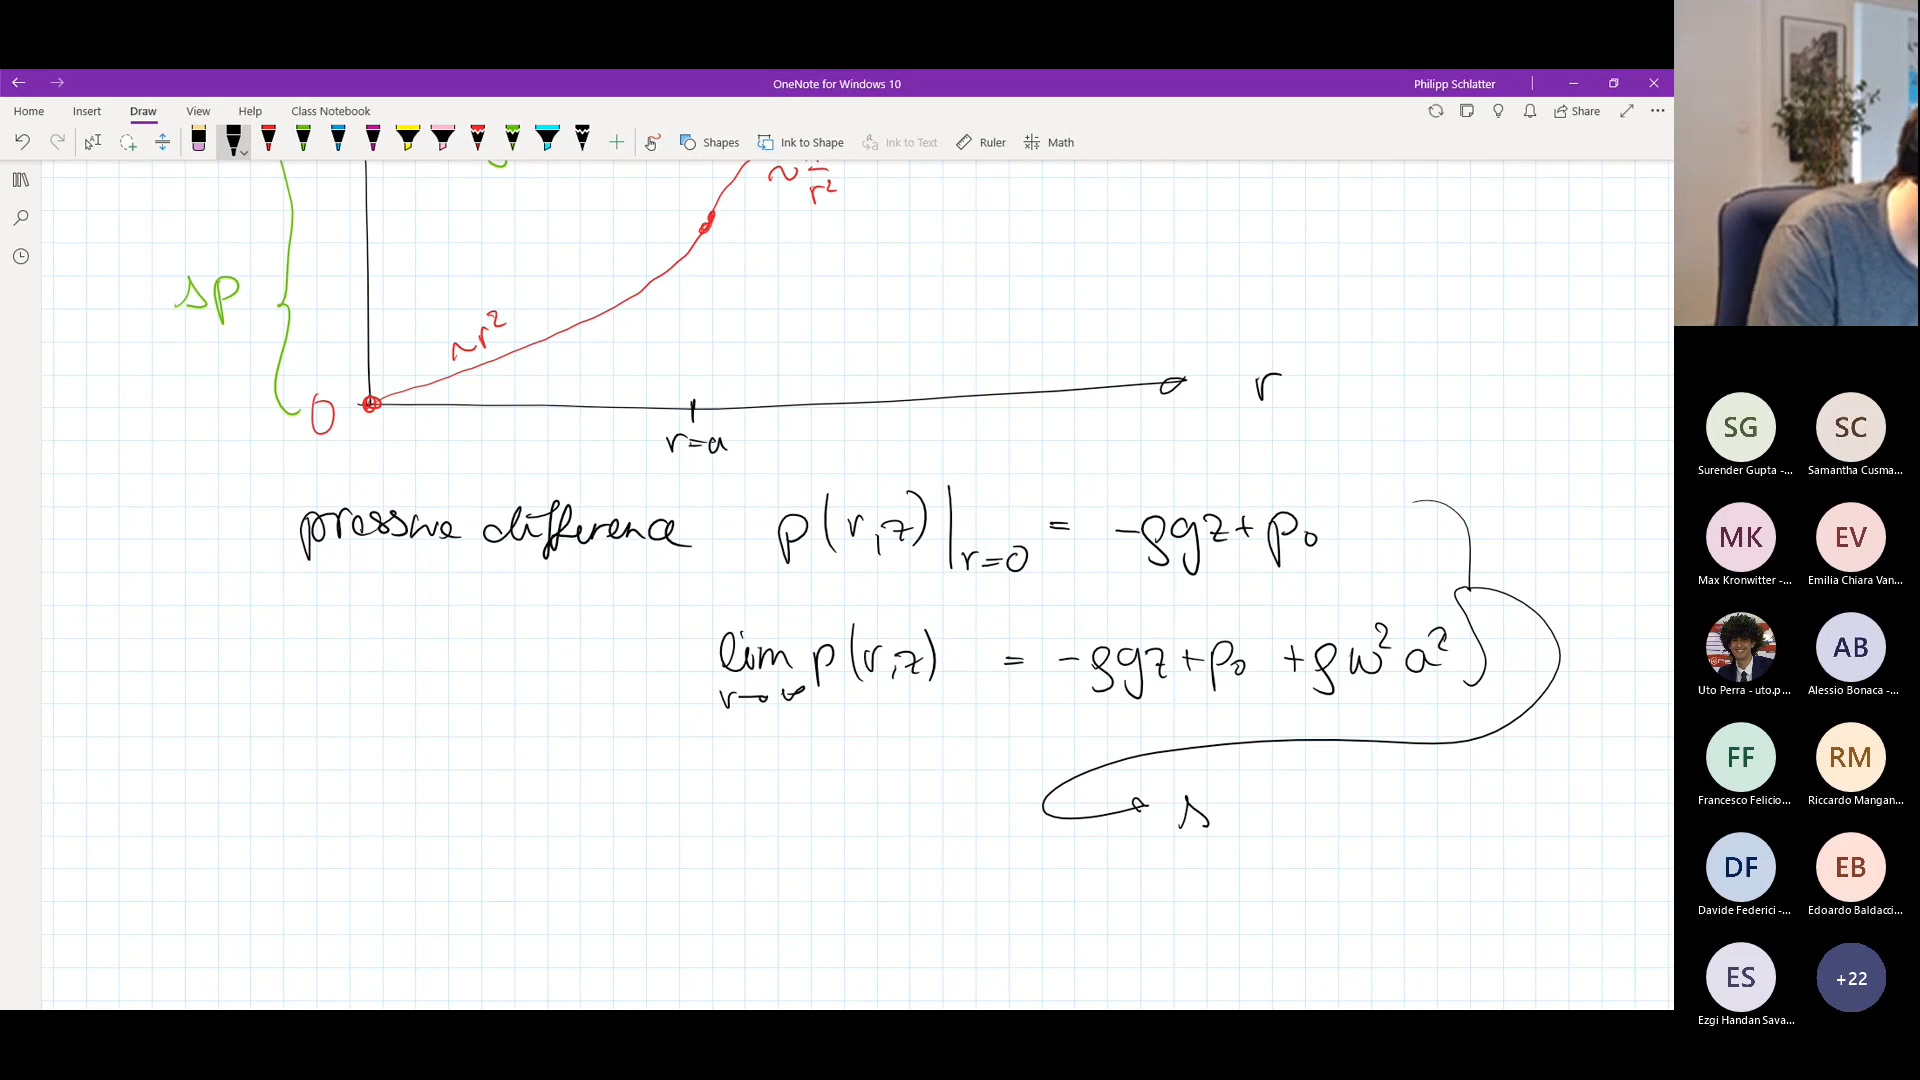 OneNote for Windows 10
Philipp Schlatter
Home Insert Draw View Help Class Notebook
Share
Shapes Ink to Shape Ink to Text Ruler Math
~ r²
Δp
~r²
0
r
r=a
pressure difference p(r,z)|r=0 = -ρgz+p₀
lim r→∞ p(r,z) = -ρgz+p₀ +ρω²a²
Δ
SG SC
Surender Gupta -... Samantha Cusma...
MK EV
Max Kronwitter -... Emilia Chiara Van...
AB
Uto Perra - uto.p... Alessio Bonaca -...
FF RM
Francesco Felicio... Riccardo Mangan...
DF EB
Davide Federici -... Edoardo Baldacci...
ES +22
Ezgi Handan Sava...